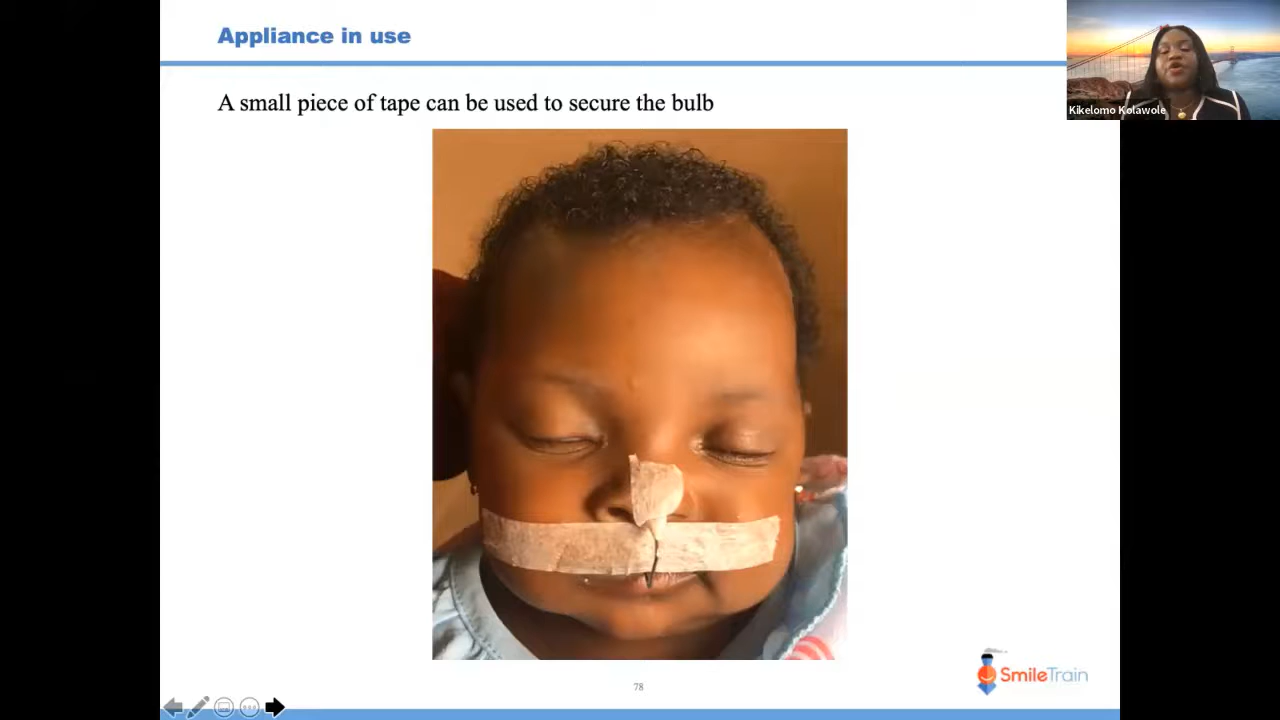 Appliance in use
Kikelomo Kolawole
A small piece of tape can be used to secure the bulb
SmileTrain
78